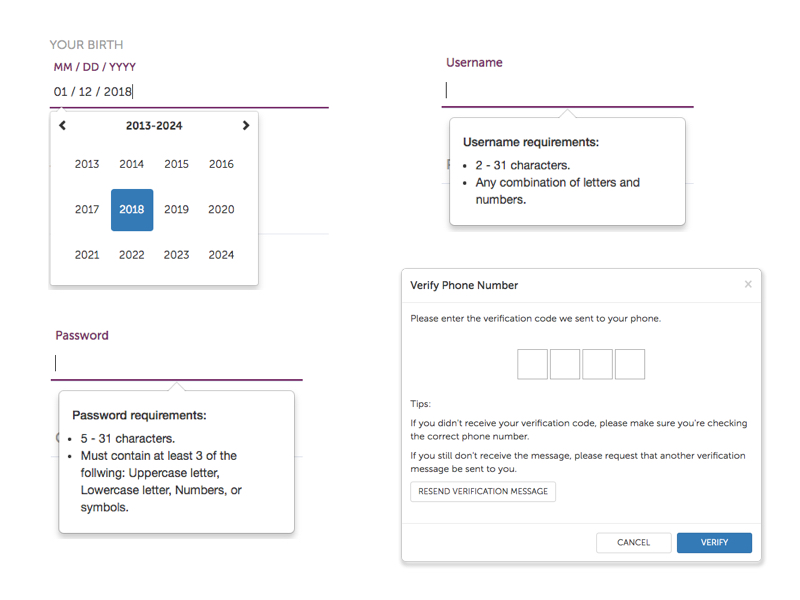 YOUR BIRTH
MM / DD / YYYY
01 / 12 / 2018
2013-2024
2013 2014 2015 2016
2017 2018 2019 2020
2021 2022 2023 2024
Username
Username requirements:
• 2 - 31 characters.
• Any combination of letters and
numbers.
Password
Password requirements:
• 5 - 31 characters.
• Must contain at least 3 of the
follwing: Uppercase letter,
Lowercase letter, Numbers, or
symbols.
Verify Phone Number ×
Please enter the verification code we sent to your phone.
Tips:
If you didn't receive your verification code, please make sure you're checking
the correct phone number.
If you still don't receive the message, please request that another verification
message be sent to you.
RESEND VERIFICATION MESSAGE
CANCEL VERIFY